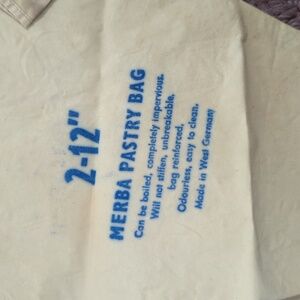 2-12"
MERBA PASTRY BAG
Can be boiled, completely impervious.
Will not stiffen, unbreakable.
bag reinforced,
Odourless, easy to clean.
Made in West Germany